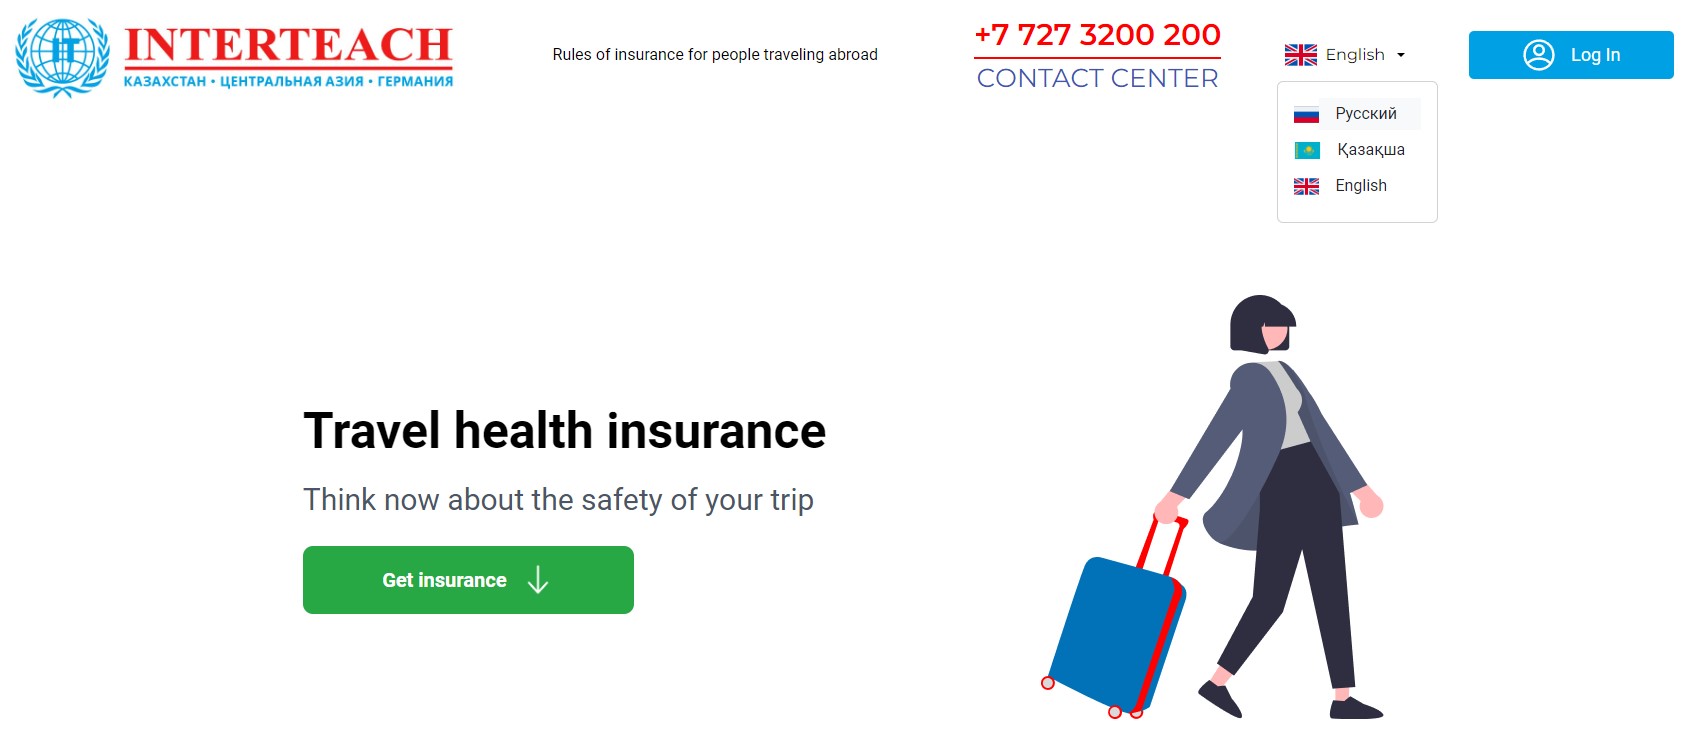 INTERTEACH
КАЗАХСТАН • ЦЕНТРАЛЬНАЯ АЗИЯ • ГЕРМАНИЯ
Rules of insurance for people traveling abroad
+7 727 3200 200
CONTACT CENTER
English
Log In
Русский
Қазақша
English
Travel health insurance
Think now about the safety of your trip
Get insurance